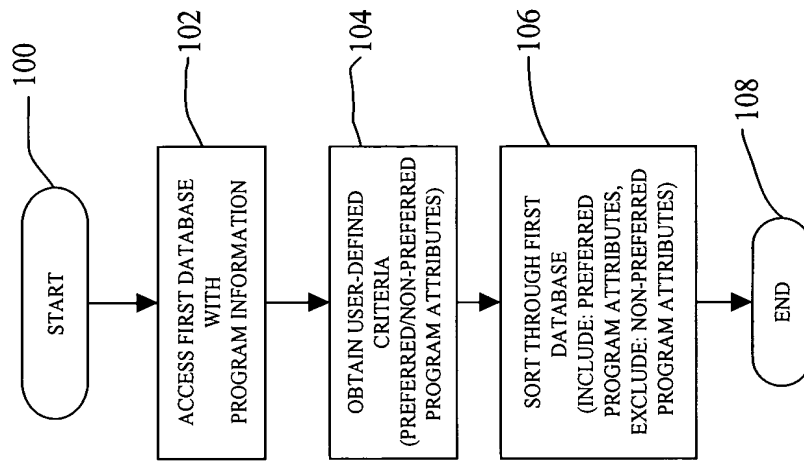 START
100
ACCESS FIRST DATABASE
WITH
PROGRAM INFORMATION
102
OBTAIN USER-DEFINED
CRITERIA
(PREFERRED/NON-PREFERRED
PROGRAM ATTRIBUTES)
104
SORT THROUGH FIRST
DATABASE
(INCLUDE: PREFERRED
PROGRAM ATTRIBUTES,
EXCLUDE: NON-PREFERRED
PROGRAM ATTRIBUTES)
106
END
108